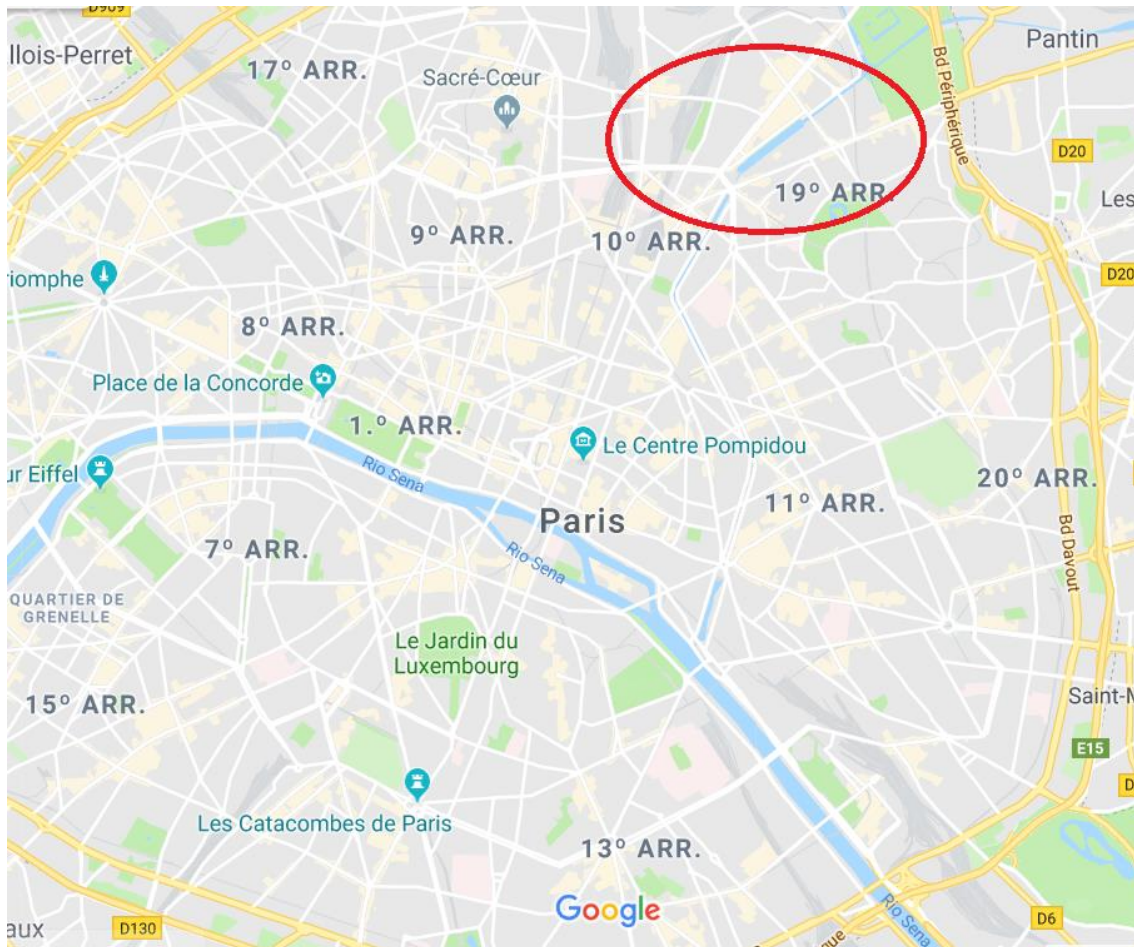 D909
llois-Perret
17º ARR.
Sacré-Cœur
Pantin
Bd Périphérique
D20
19º ARR.
Les
9º ARR.
10º ARR.
D20
riomphe
8º ARR.
Place de la Concorde
1.º ARR.
Le Centre Pompidou
ur Eiffel
Rio Sena
20º ARR.
11º ARR.
Paris
7º ARR.
Rio Sena
Bd Davout
QUARTIER DE
GRENELLE
Le Jardin du
Luxembourg
15º ARR.
Saint-M
E15
D
Les Catacombes de Paris
13º ARR.
Google
D6
D130
aux
rique